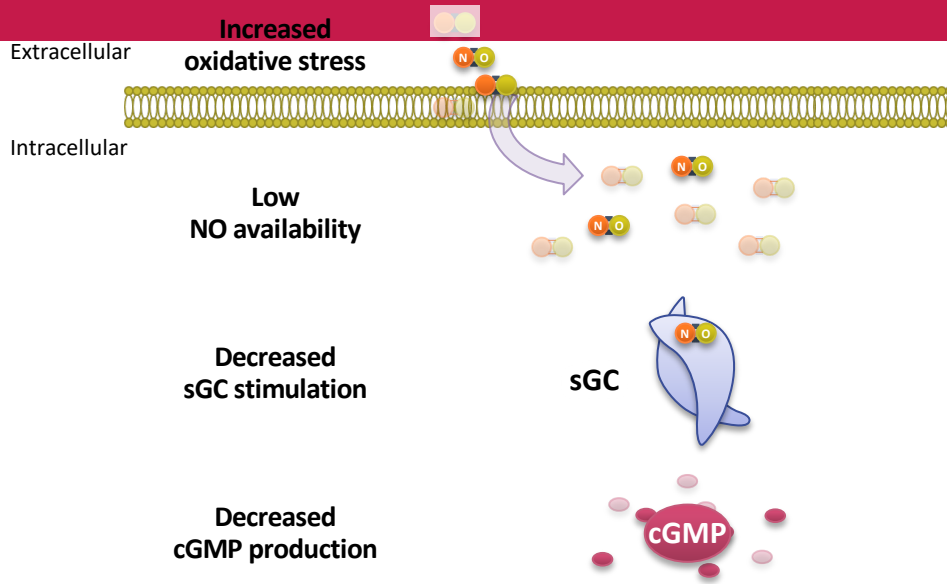 Increased
oxidative stress
Extracellular
N O
Intracellular
Low
NO availability
N O
N O
Decreased
sGC stimulation
sGC
N O
Decreased
cGMP production
cGMP